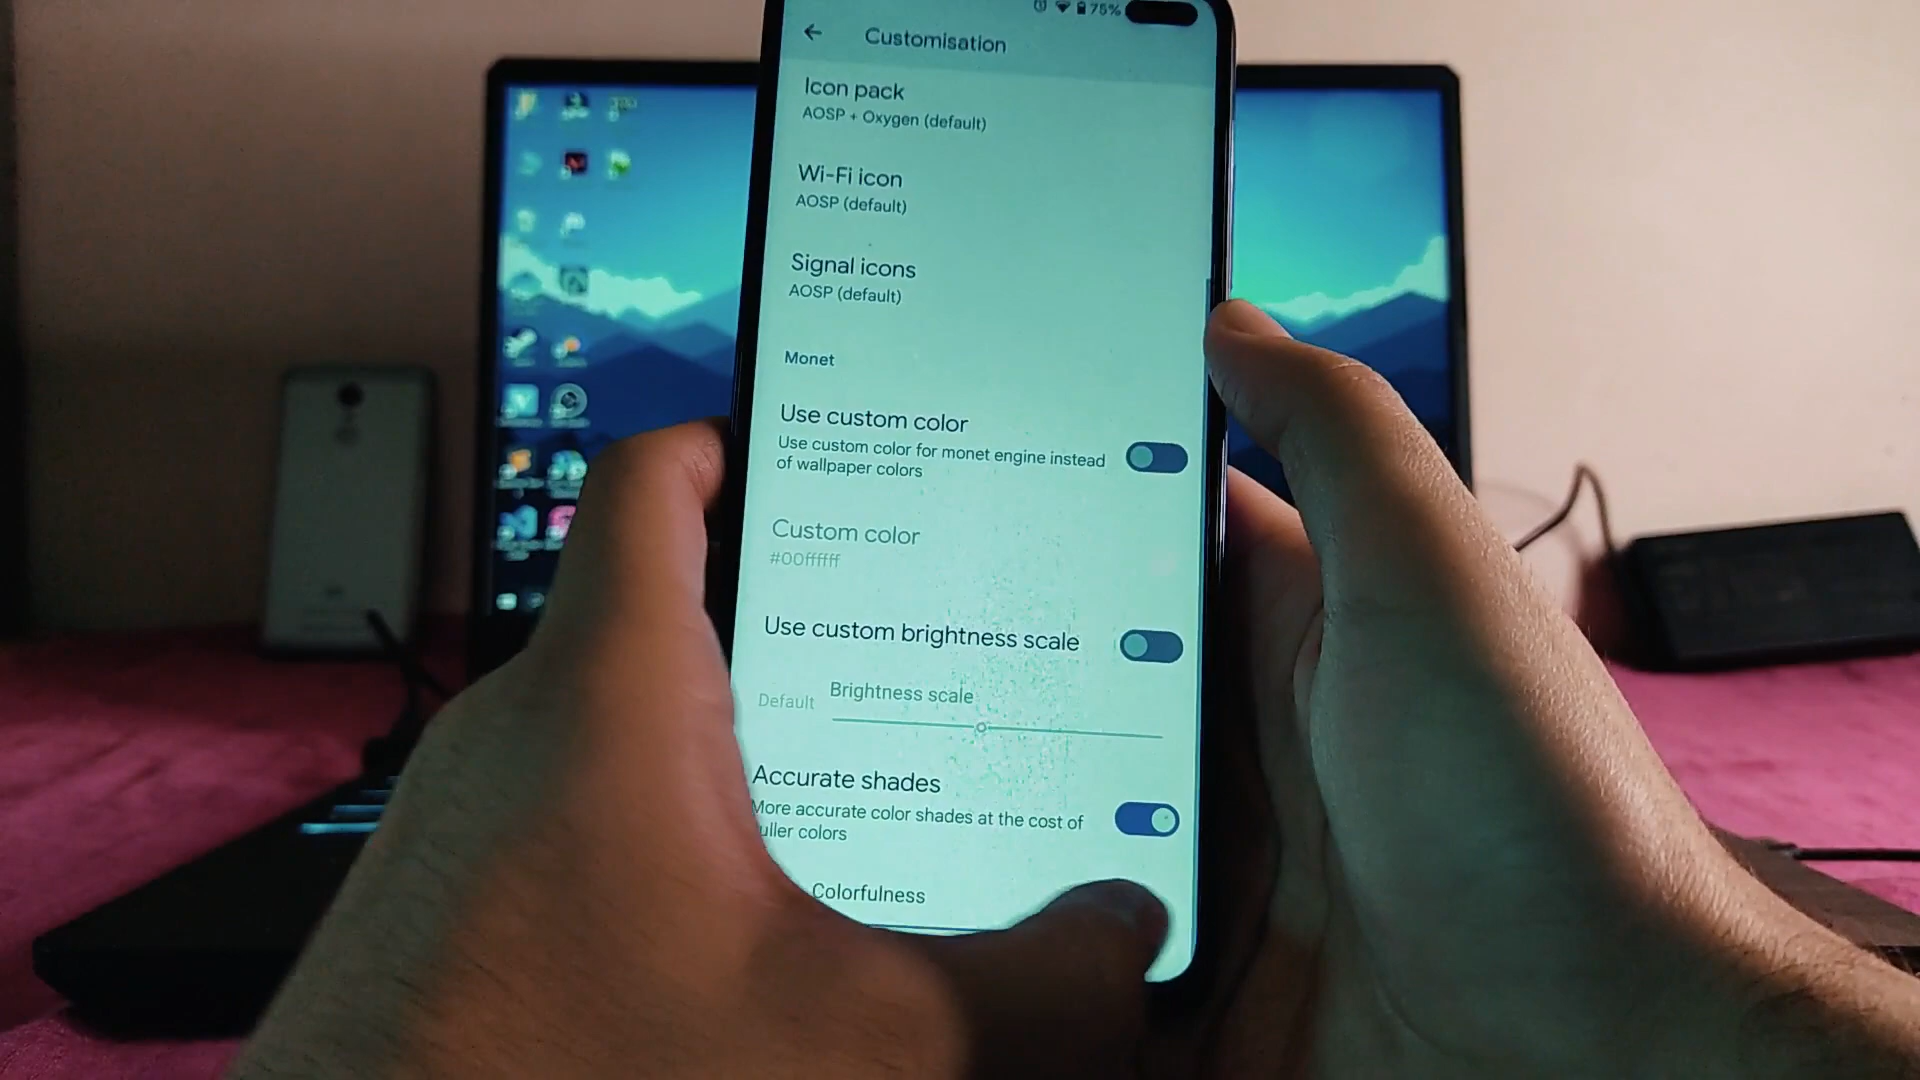 75%
Customisation
Icon pack
AOSP + Oxygen (default)
Wi-Fi icon
AOSP (default)
Signal icons
AOSP (default)
Monet
Use custom color
Use custom color for monet engine instead
of wallpaper colors
Custom color
#00ffffff
Use custom brightness scale
Brightness scale
Default
Accurate shades
More accurate color shades at the cost of
uller colors
Colorfulness